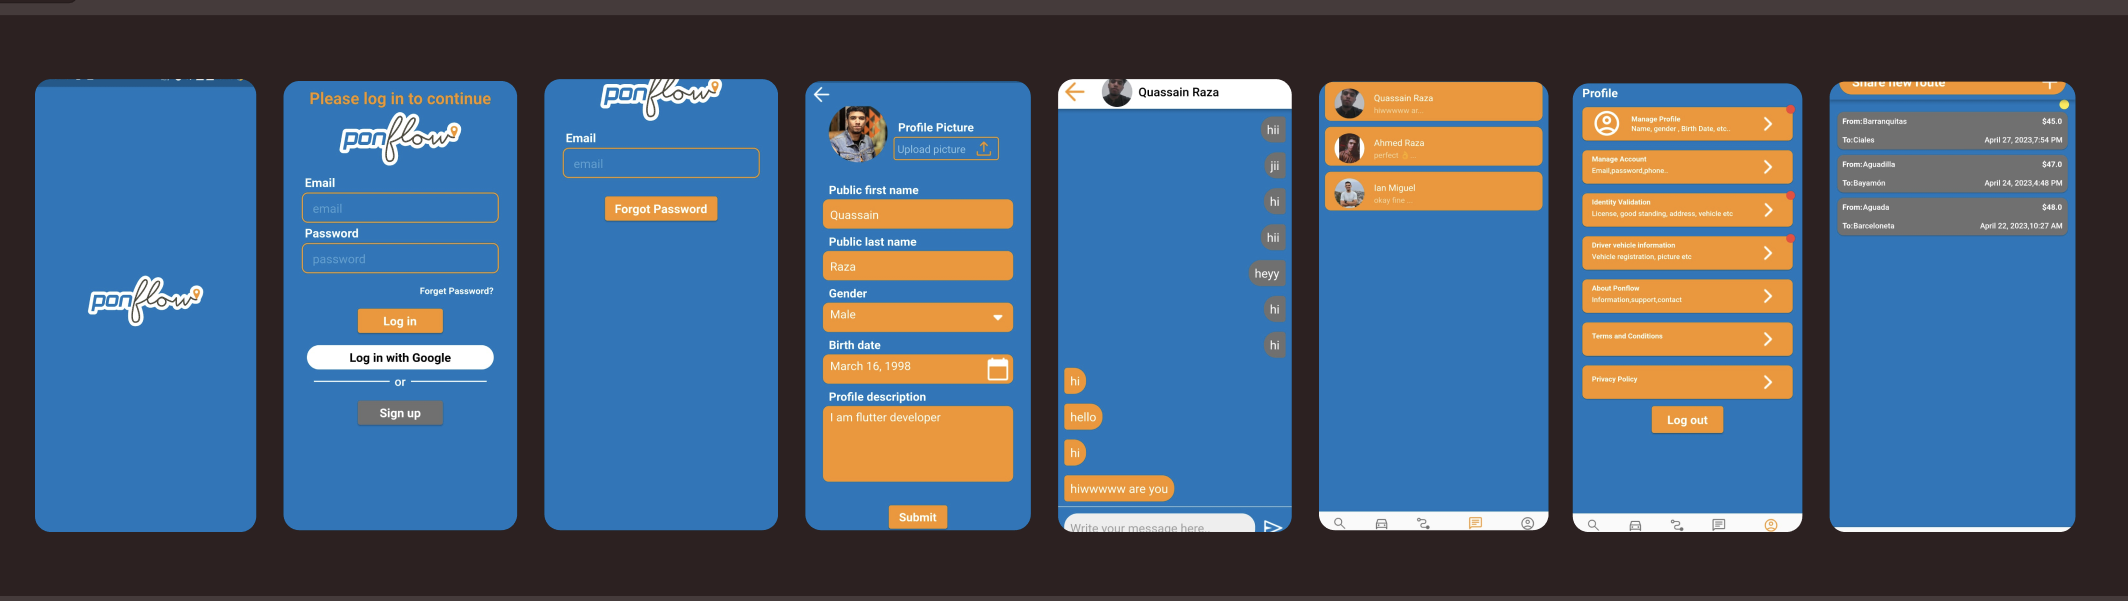 ponflow
Please log in to continue
ponflow
Email
email
Password
password
Forget Password?
Log in
Log in with Google
or
Sign up
ponflow
Email
email
Forgot Password
Profile Picture
Upload picture
Public first name
Quassain
Public last name
Raza
Gender
Male
Birth date
March 16, 1998
Profile description
I am flutter developer
Submit
Quassain Raza
hii
jii
hi
hii
heyy
hi
hi
hi
hello
hi
hiwwwww are you
Write your message here..
Quassain Raza
hiwwwww ar...
Ahmed Raza
perfect 👌...
Ian Miguel
okay fine ...
Profile
Manage Profile
Name, gender , Birth Date, etc..
Manage Account
Email,password,phone..
Identity Validation
License, good standing, address, vehicle etc
Driver vehicle information
Vehicle registration, picture etc
About Ponflow
Information,support,contact
Terms and Conditions
Privacy Policy
Log out
Share new route
From:Barranquitas $45.0
To:Ciales April 27, 2023,7:54 PM
From:Aguadilla $47.0
To:Bayamón April 24, 2023,4:48 PM
From:Aguada $48.0
To:Barceloneta April 22, 2023,10:27 AM